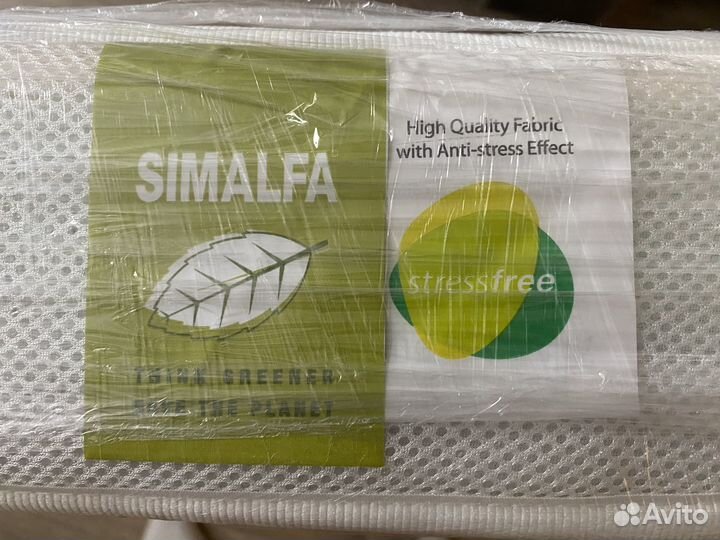 SIMALFA
THINK GREENER
SAVE THE PLANET
High Quality Fabric
with Anti-stress Effect
stressfree
Avito